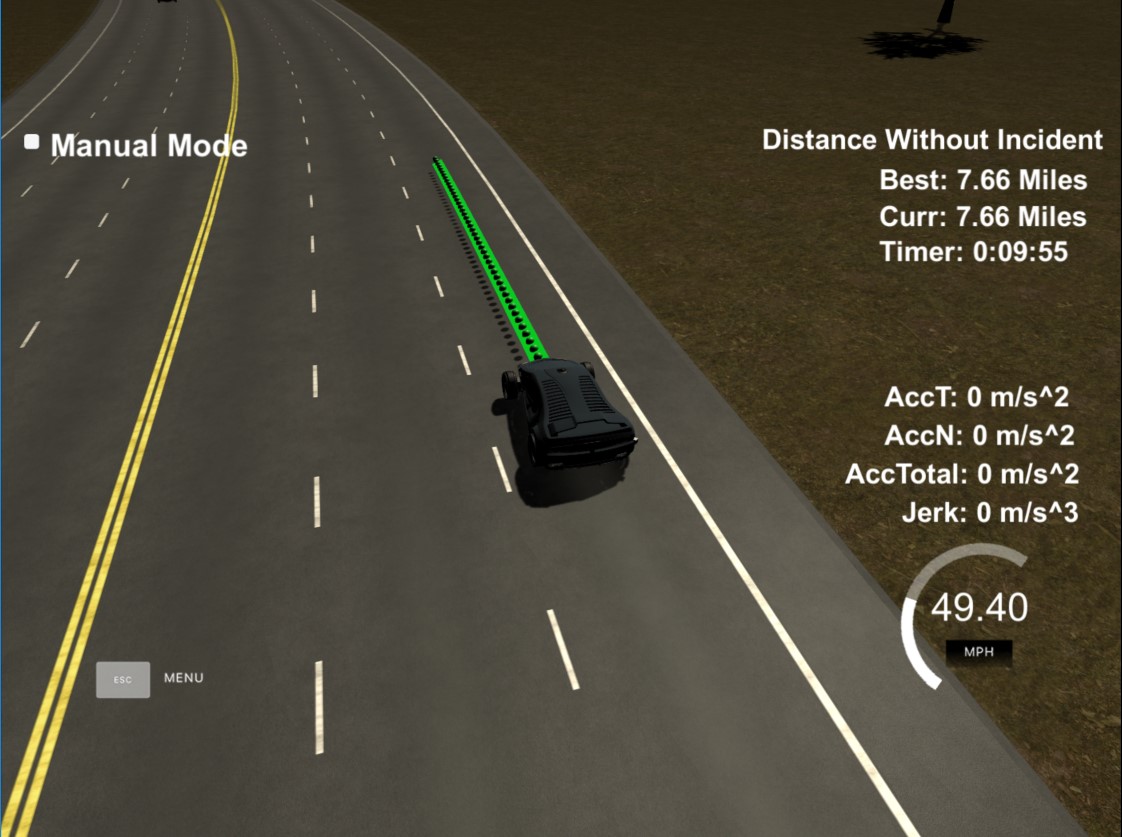 Manual Mode
Distance Without Incident
Best: 7.66 Miles
Curr: 7.66 Miles
Timer: 0:09:55
AccT: 0 m/s^2
AccN: 0 m/s^2
AccTotal: 0 m/s^2
Jerk: 0 m/s^3
49.40
MPH
ESC MENU